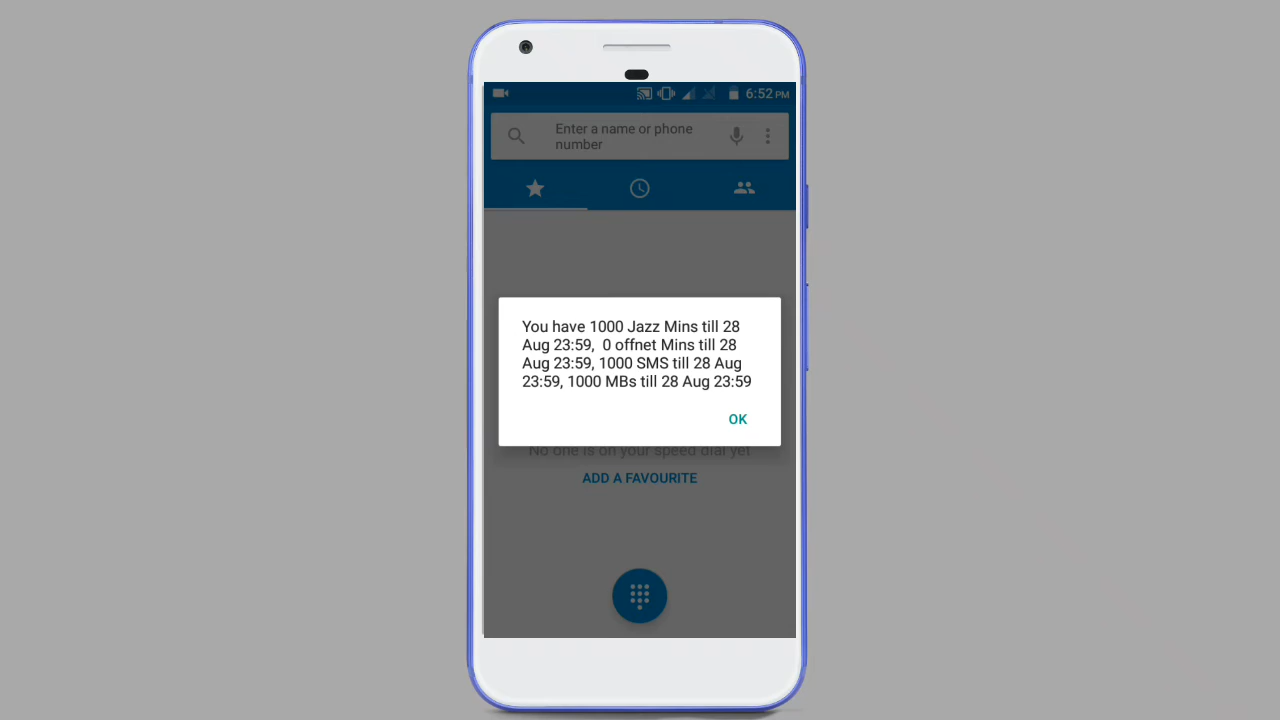 6:52 PM
Enter a name or phone
number
You have 1000 Jazz Mins till 28
Aug 23:59,  0 offnet Mins till 28
Aug 23:59, 1000 SMS till 28 Aug
23:59, 1000 MBs till 28 Aug 23:59
OK
No one is on your speed dial yet
ADD A FAVOURITE